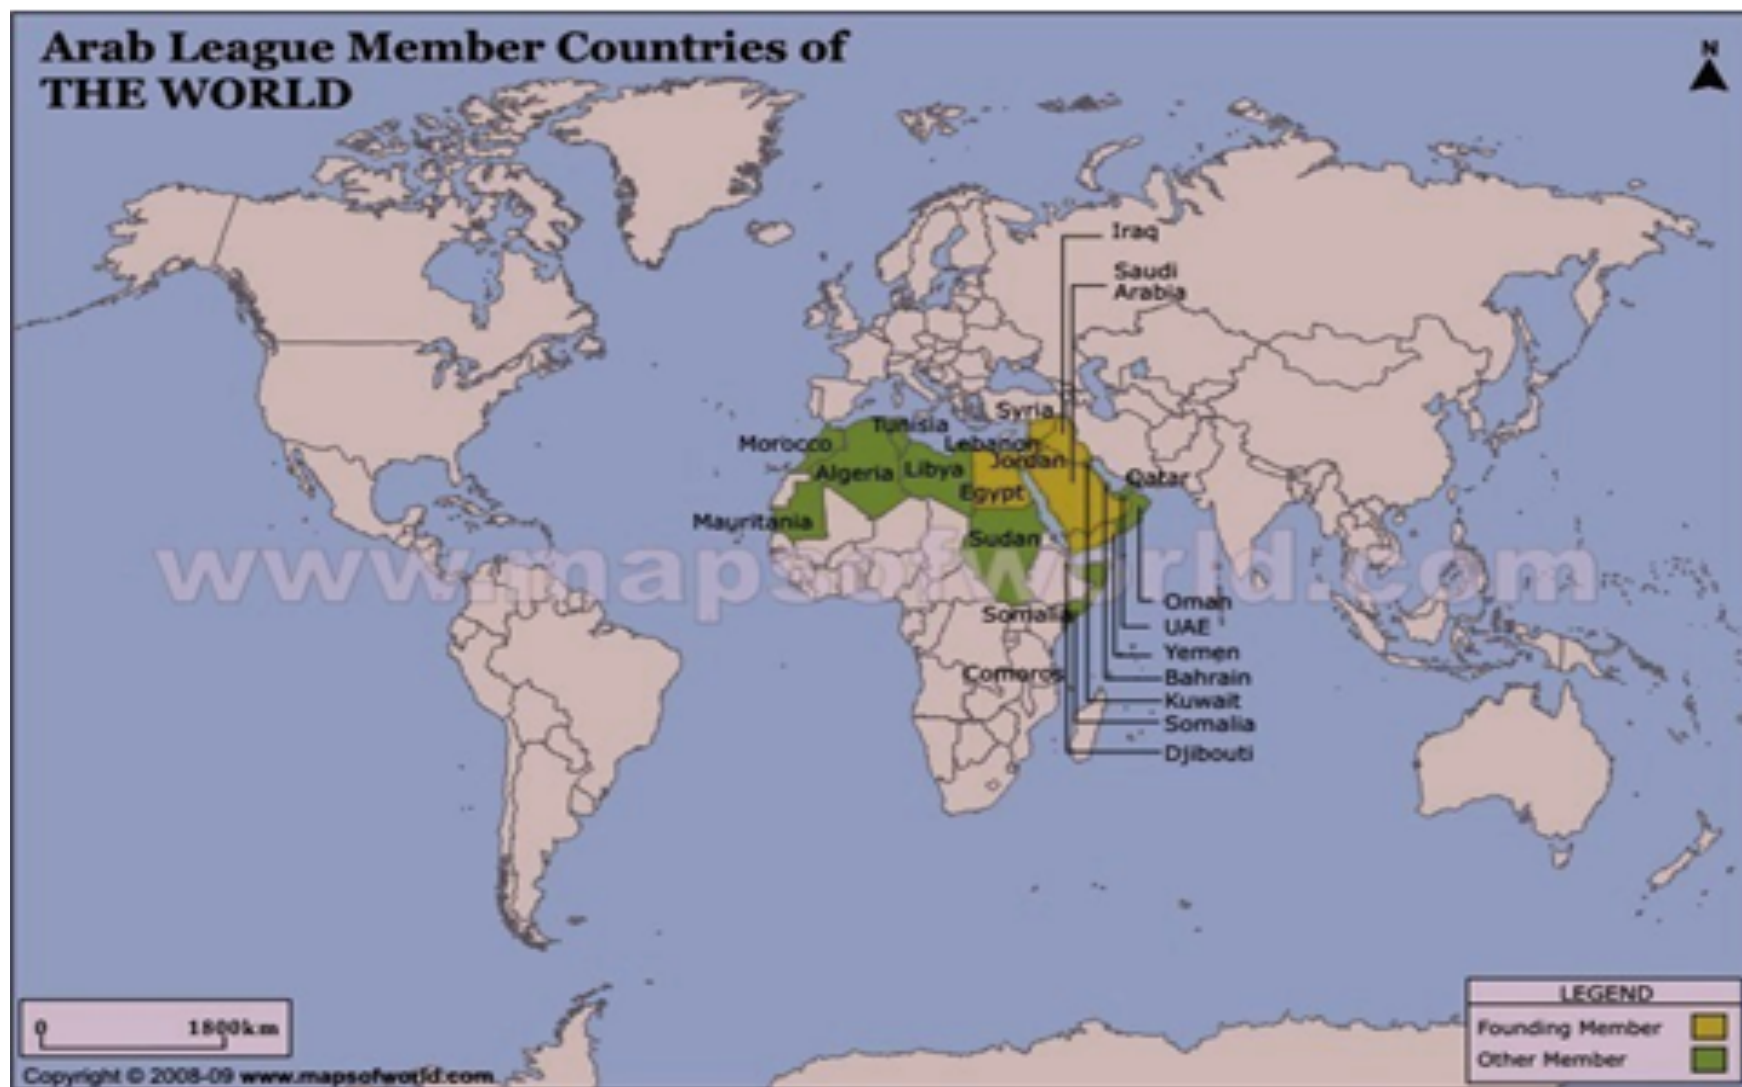 Arab League Member Countries of
THE WORLD
N
Iraq
Saudi
Arabia
Syria
Tunisia
Morocco
Lebanon
Jordan
Algeria
Libya
Qatar
Egypt
Mauritania
Sudan
www.mapsofworld.com
Oman
Somalia
UAE
Yemen
Comoros
Bahrain
Kuwait
Somalia
Djibouti
LEGEND
Founding Member
Other Member
0 1800km
Copyright © 2008-09 www.mapsofworld.com